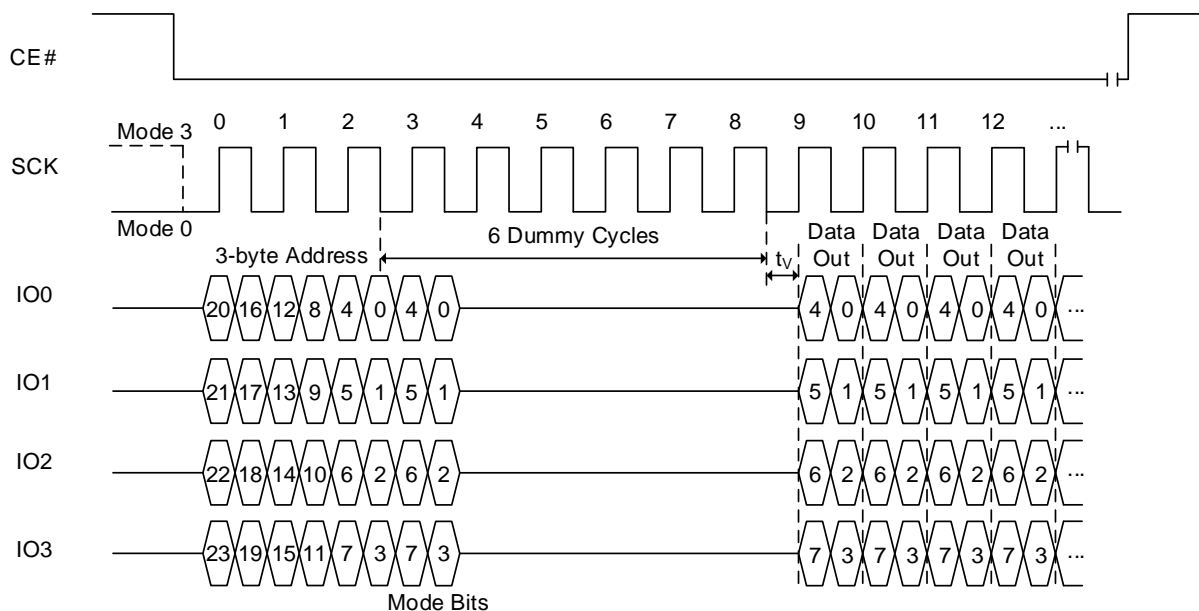 CE#
0 1 2 3 4 5 6 7 8 9 10 11 12 ...
Mode 3
SCK
Mode 0
6 Dummy Cycles
Data Data Data Data
3-byte Address
tV Out Out Out Out
IO0 20 16 12 8 4 0 4 0 4 0 4 0 4 0 4 0 ...
IO1 21 17 13 9 5 1 5 1 5 1 5 1 5 1 5 1 ...
IO2 22 18 14 10 6 2 6 2 6 2 6 2 6 2 6 2 ...
IO3 23 19 15 11 7 3 7 3 7 3 7 3 7 3 7 3 ...
Mode Bits